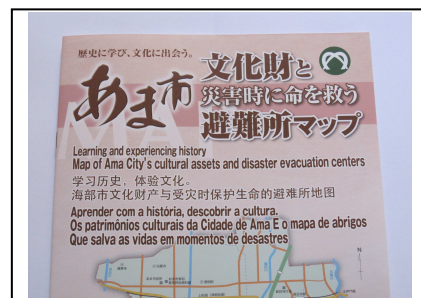 歴史に学び、文化に出会う。
あま市
文化財と
災害時に命を救う
避難所マップ
MA
Learning and experiencing history
Map of Ama City's cultural assets and disaster evacuation centers
学习历史，体验文化。
海部市文化财产与受灾时保护生命的避难所地图
Aprender com a história, descobrir a cultura.
Os patrimónios culturais da Cidade de Ama E o mapa de abrigos
Que salva as vidas em momentos de desastres